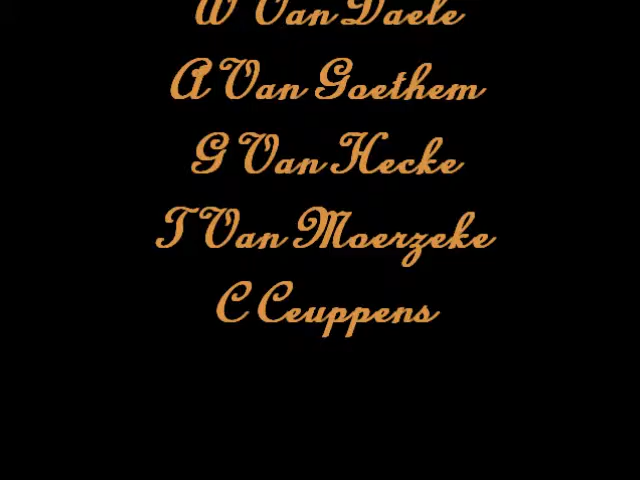 W Van Daele
A Van Goethem
G Van Hecke
T Van Moerzeke
C Ceuppens